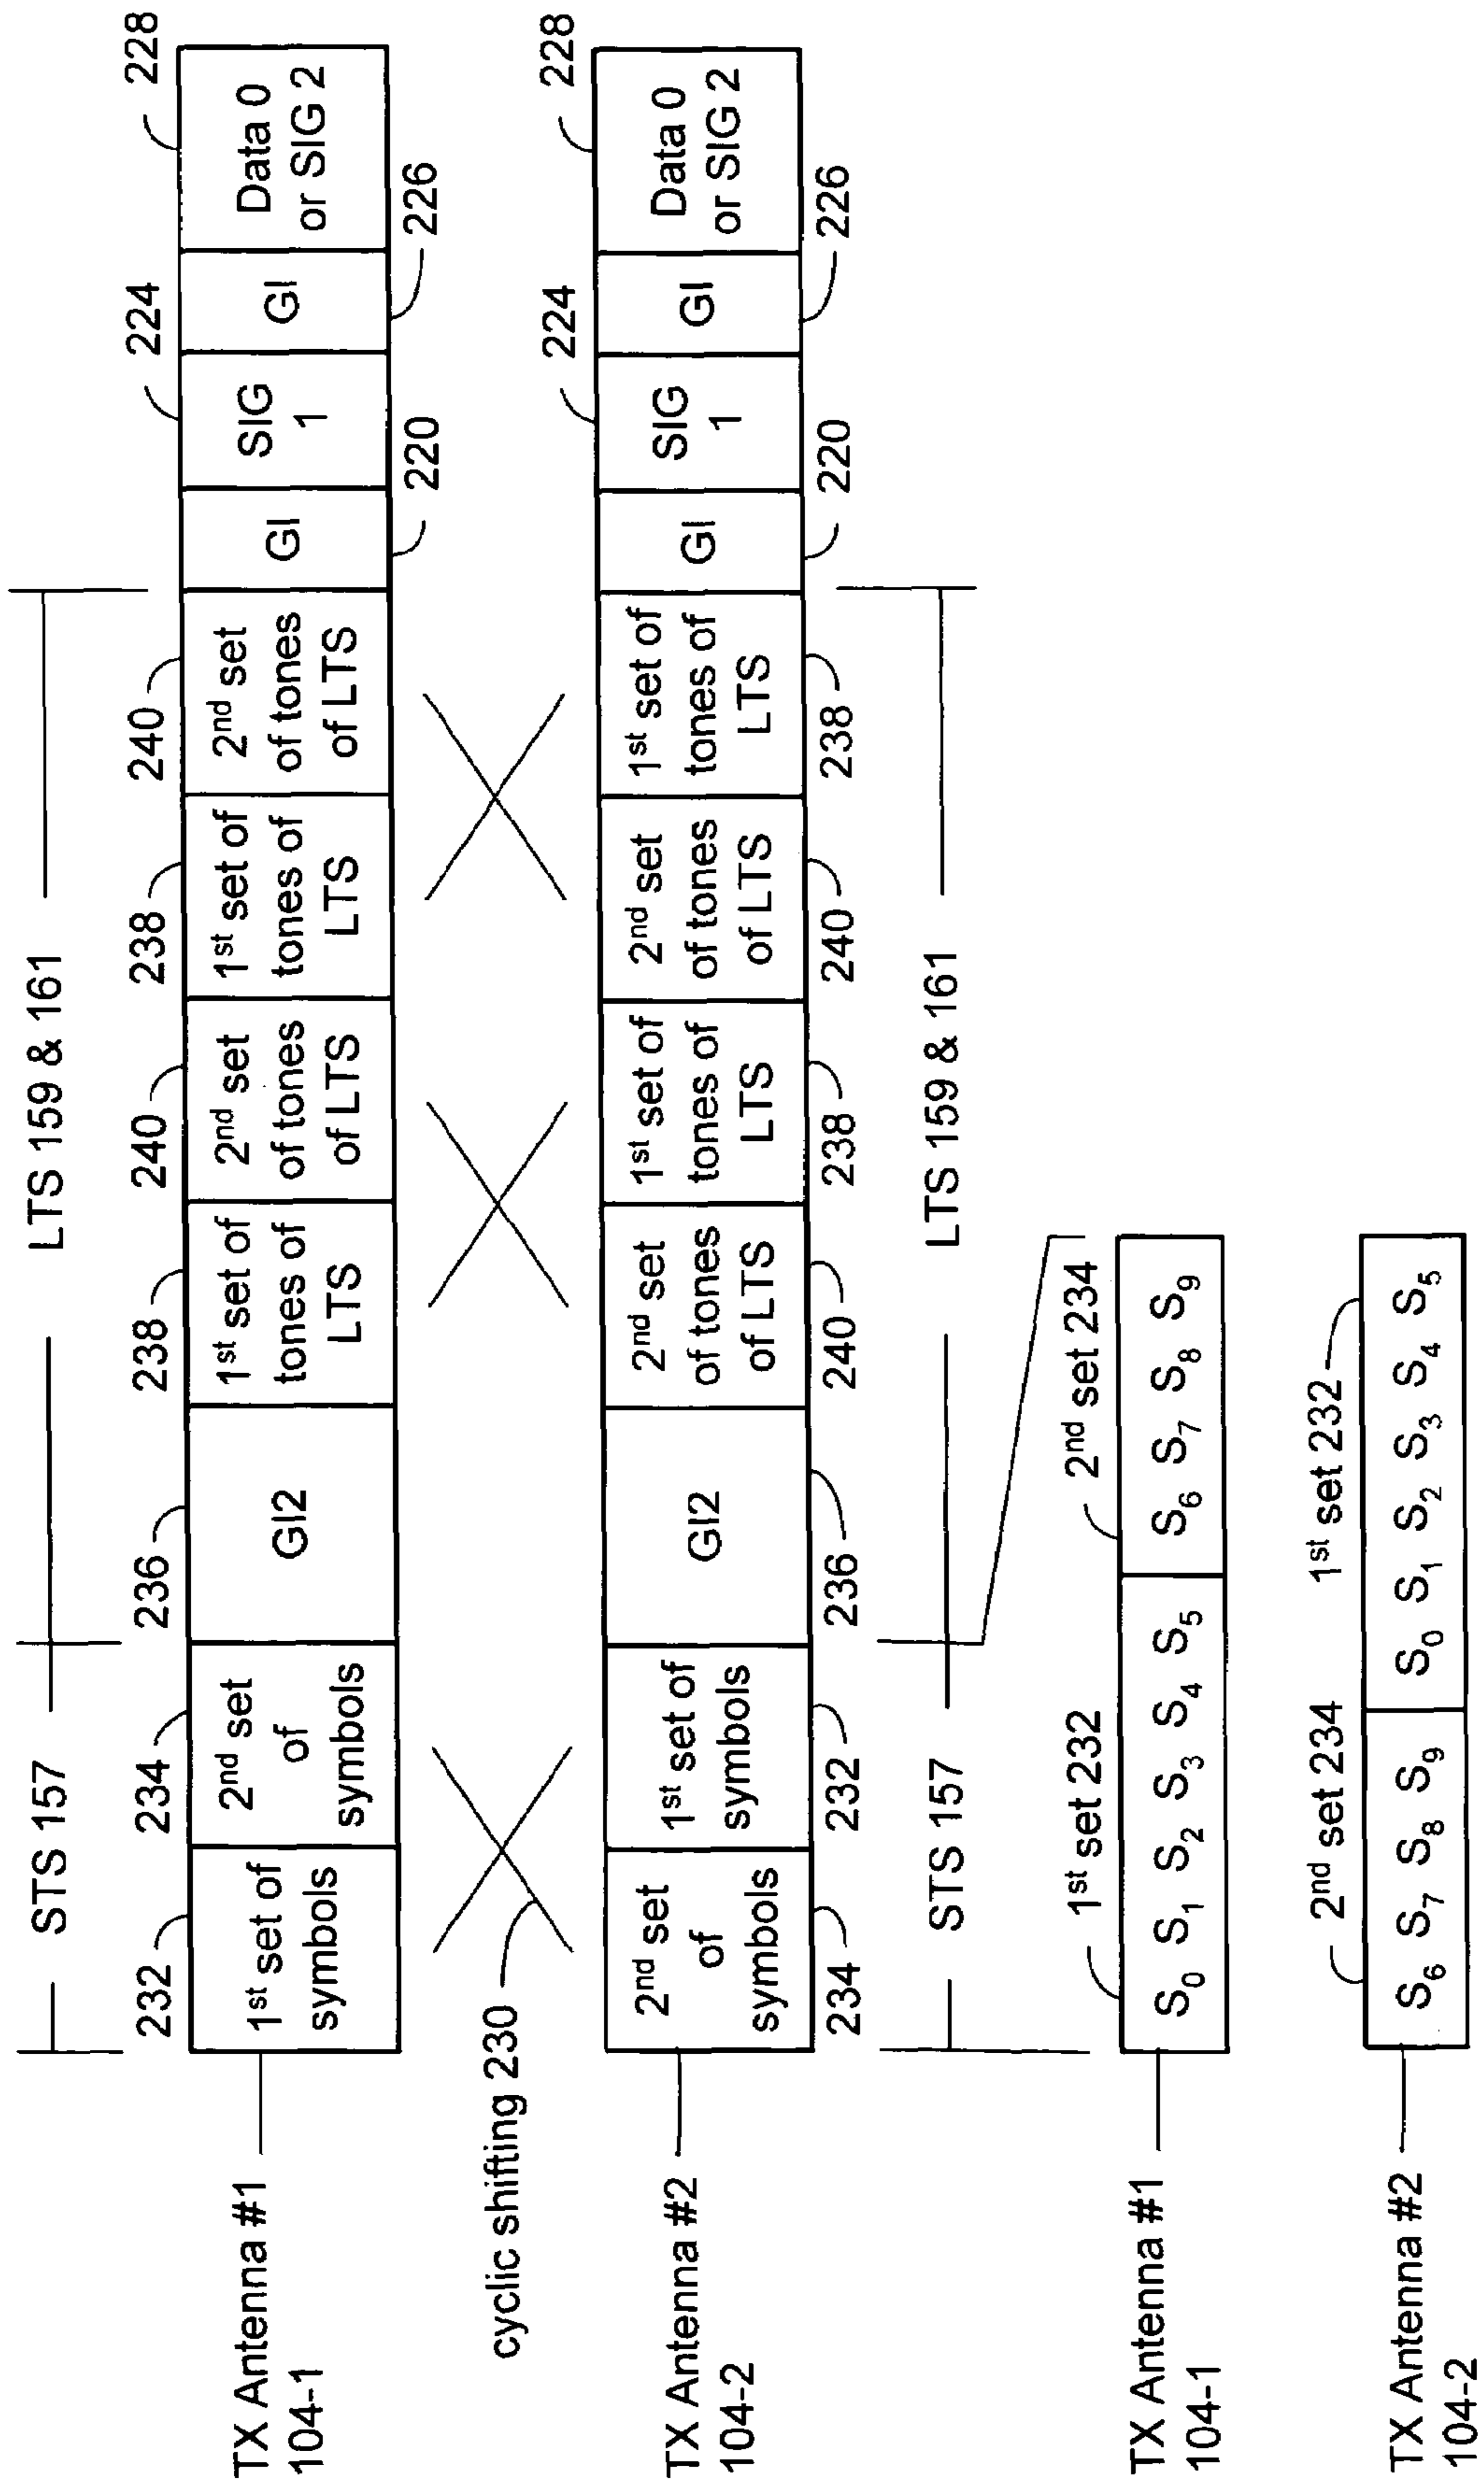 STS 157
LTS 159 & 161
232
234
236
238
240
238
240
224
228
TX Antenna #1
104-1
1st set of
symbols
2nd set
of
symbols
GI2
1st set of
tones of
LTS
2nd set
of tones
of LTS
1st set of
tones of
LTS
2nd set
of tones
of LTS
GI
SIG
1
GI
Data 0
or SIG 2
220
226
cyclic shifting 230
224
228
TX Antenna #2
104-2
2nd set
of
symbols
1st set of
symbols
GI2
2nd set
of tones
of LTS
1st set of
tones of
LTS
2nd set
of tones
of LTS
1st set of
tones of
LTS
GI
SIG
1
GI
Data 0
or SIG 2
234
232
236
240
238
240
238
220
226
STS 157
LTS 159 & 161
1st set 232
2nd set 234
TX Antenna #1
104-1
S0 S1 S2 S3 S4 S5
S6 S7 S8 S9
2nd set 234
1st set 232
TX Antenna #2
104-2
S6 S7 S8 S9
S0 S1 S2 S3 S4 S5